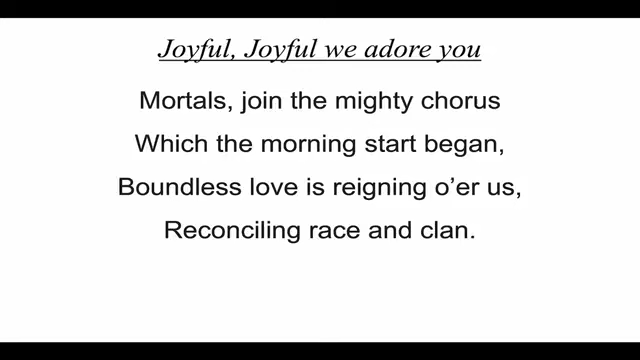 Joyful, Joyful we adore you
Mortals, join the mighty chorus
Which the morning start began,
Boundless love is reigning o’er us,
Reconciling race and clan.